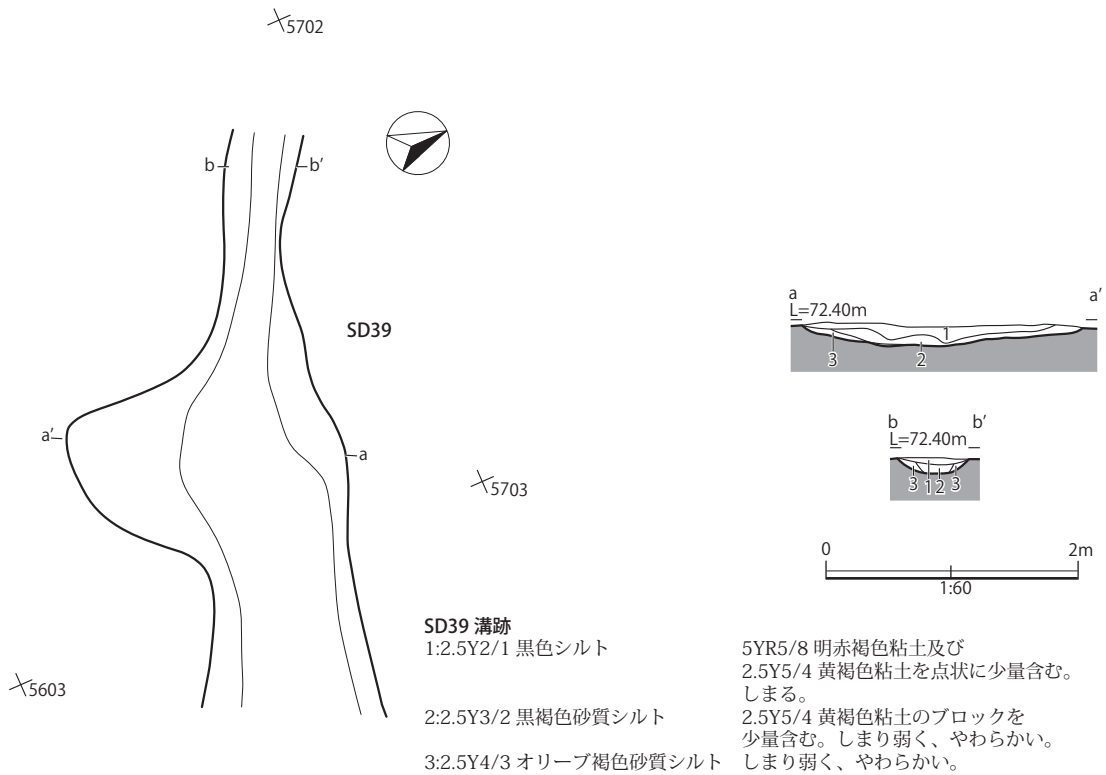 5702
b
b′
SD39
a′
a
5703
5603
a
a′
L=72.40m
1
3
2
b
b′
L=72.40m
3
1
2
3
0
2m
1:60
SD39 溝跡
1:2.5Y2/1 黒色シルト 5YR5/8 明赤褐色粘土及び
2.5Y5/4 黄褐色粘土を点状に少量含む。
しまる。
2:2.5Y3/2 黒褐色砂質シルト 2.5Y5/4 黄褐色粘土のブロックを
少量含む。しまり弱く、やわらかい。
3:2.5Y4/3 オリーブ褐色砂質シルト しまり弱く、やわらかい。